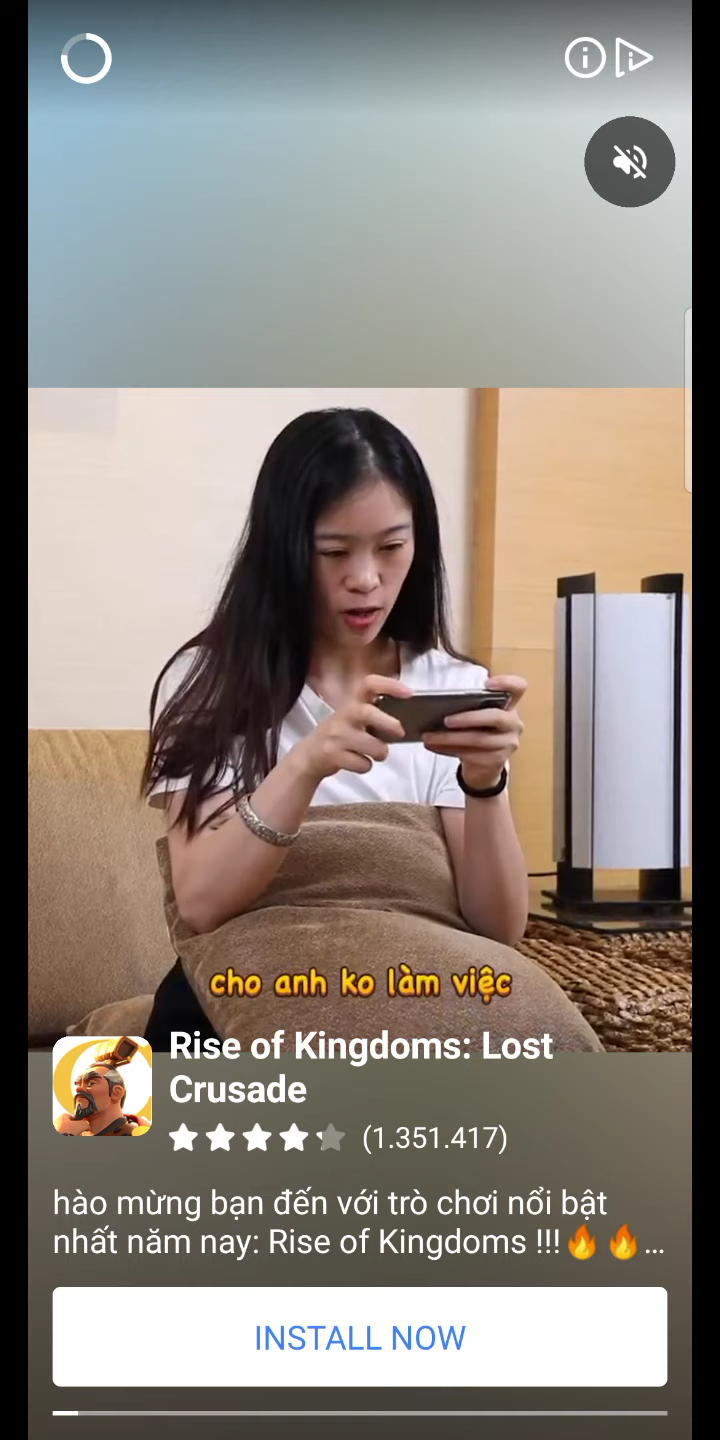 cho anh ko làm việc
Rise of Kingdoms: Lost
Crusade
(1.351.417)
hào mừng bạn đến với trò chơi nổi bật
nhất năm nay: Rise of Kingdoms !!!🔥🔥...
INSTALL NOW